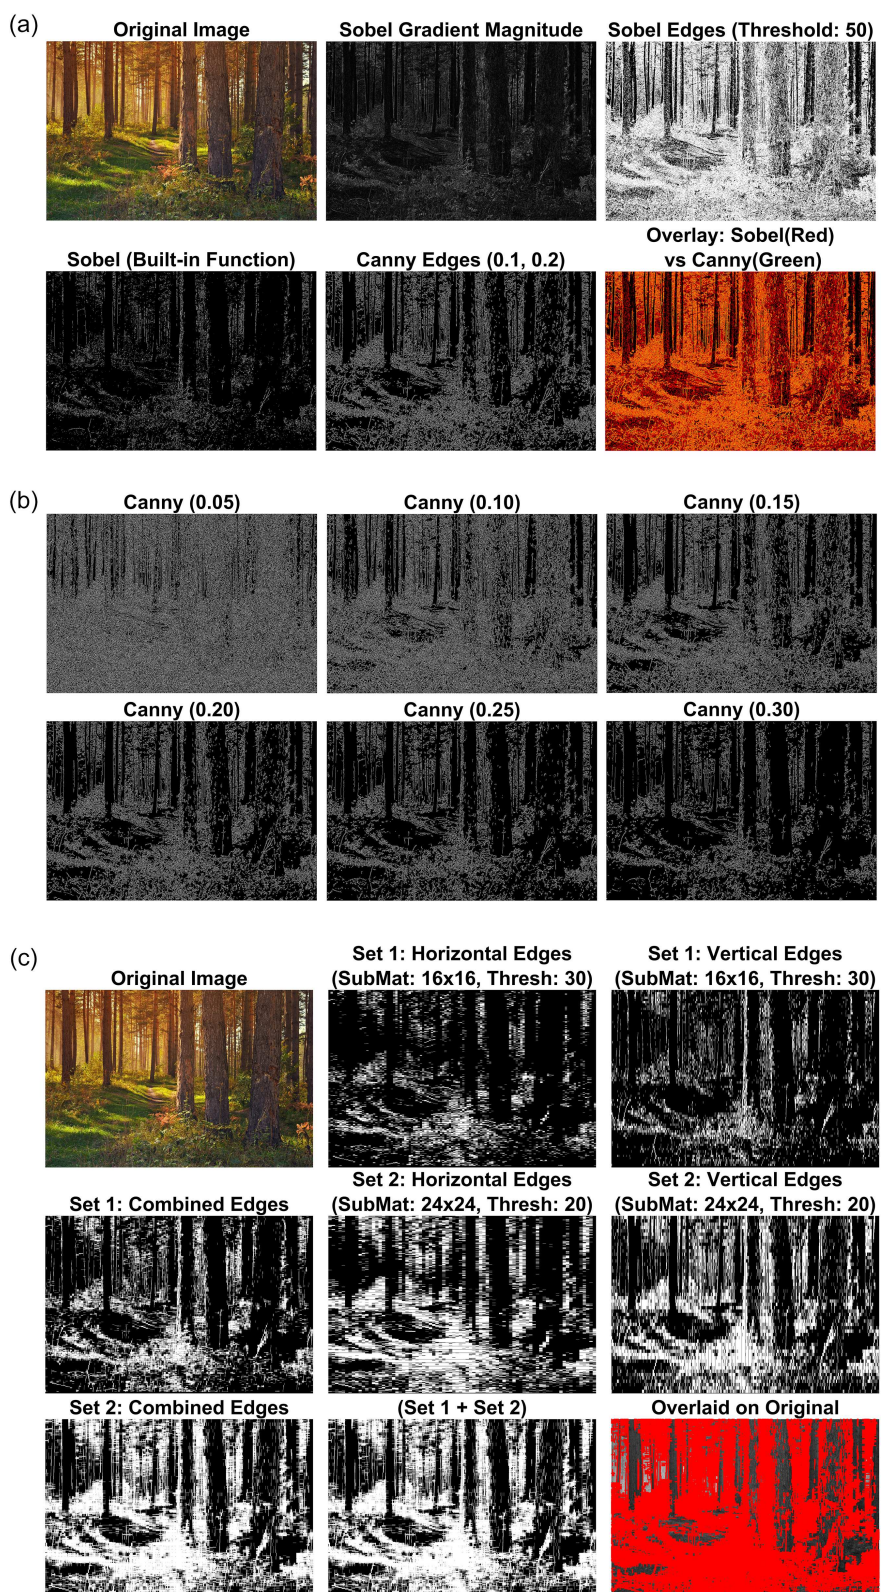 (a)
Original Image
Sobel Gradient Magnitude
Sobel Edges (Threshold: 50)
Sobel (Built-in Function)
Canny Edges (0.1, 0.2)
Overlay: Sobel(Red)
vs Canny(Green)
(b)
Canny (0.05)
Canny (0.10)
Canny (0.15)
Canny (0.20)
Canny (0.25)
Canny (0.30)
(c)
Original Image
Set 1: Horizontal Edges
(SubMat: 16x16, Thresh: 30)
Set 1: Vertical Edges
(SubMat: 16x16, Thresh: 30)
Set 1: Combined Edges
Set 2: Horizontal Edges
(SubMat: 24x24, Thresh: 20)
Set 2: Vertical Edges
(SubMat: 24x24, Thresh: 20)
Set 2: Combined Edges
(Set 1 + Set 2)
Overlaid on Original